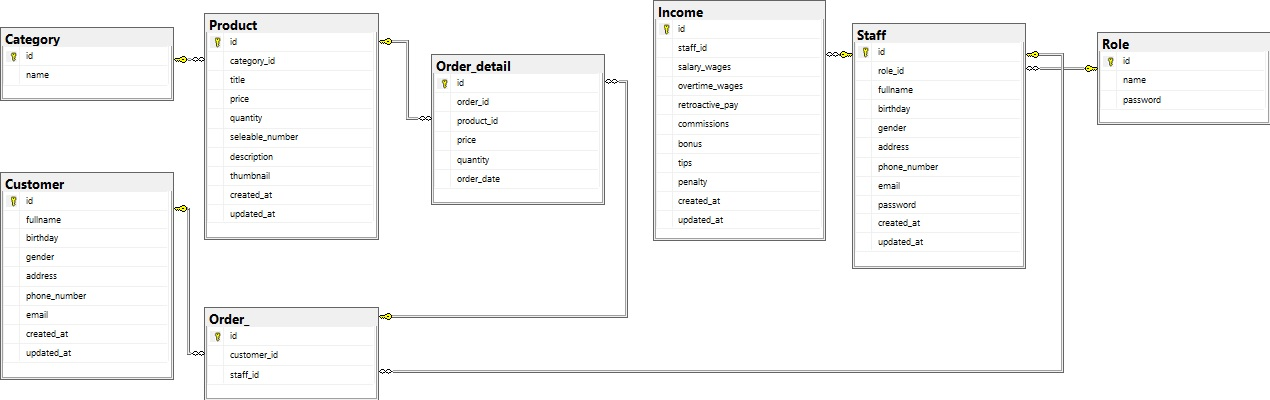 Category
id
name
Product
id
category_id
title
price
quantity
seleable_number
description
thumbnail
created_at
updated_at
Order_detail
id
order_id
product_id
price
quantity
order_date
Income
id
staff_id
salary_wages
overtime_wages
retroactive_pay
commissions
bonus
tips
penalty
created_at
updated_at
Staff
id
role_id
fullname
birthday
gender
address
phone_number
email
password
created_at
updated_at
Role
id
name
password
Customer
id
fullname
birthday
gender
address
phone_number
email
created_at
updated_at
Order_
id
customer_id
staff_id